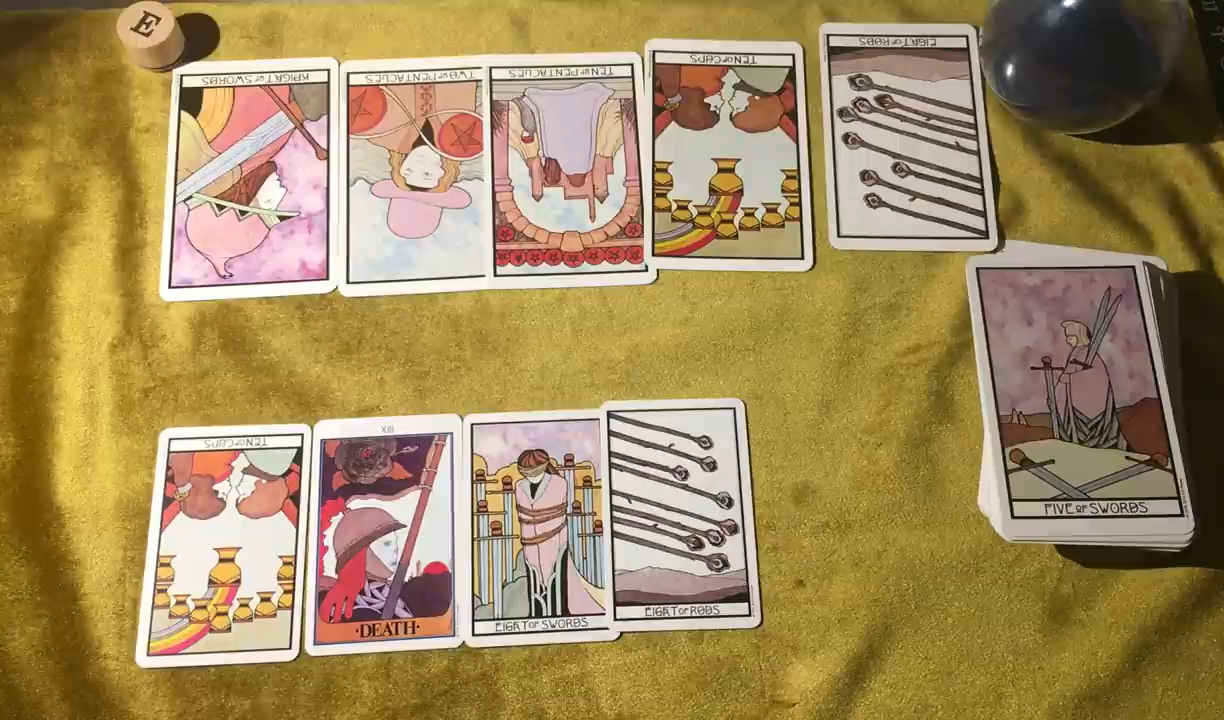 E
KNIGHT OF SWORDS
TWO OF PENTACLES
TEN OF PENTACLES
TEN OF CUPS
EIGHT OF RODS
FIVE OF SWORDS
TEN OF CUPS
XIII
·DEATH·
EIGHT OF SWORDS
EIGHT OF RODS